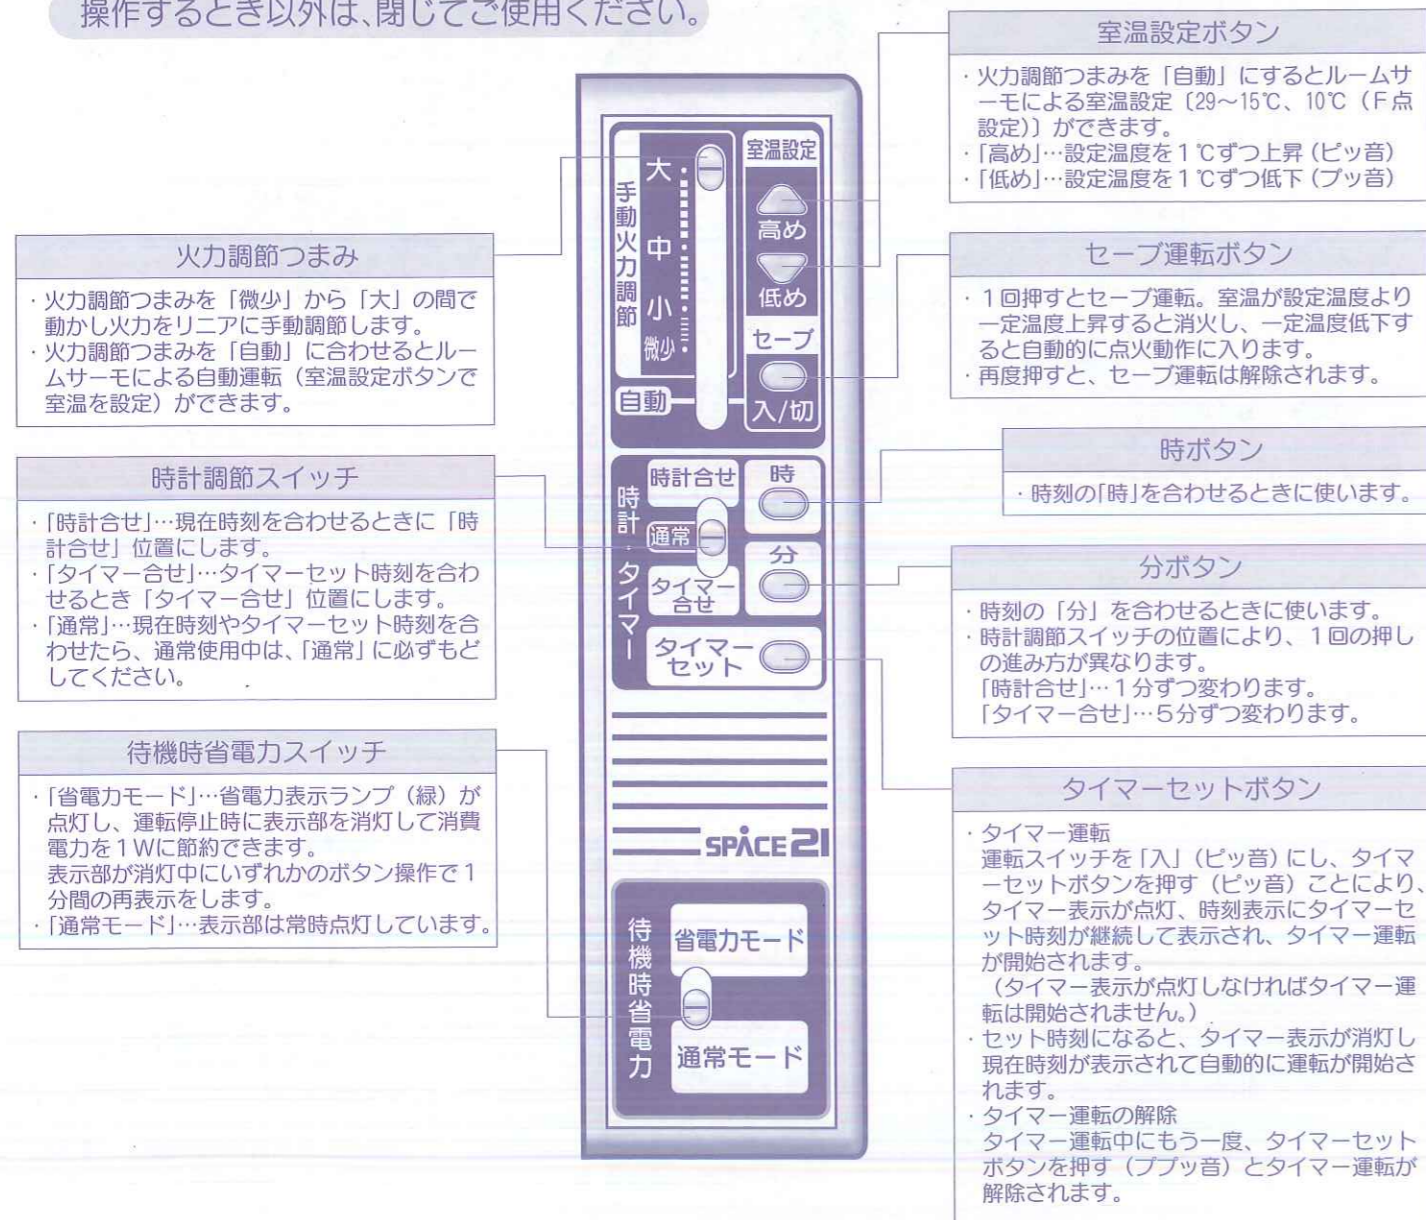 操作するとき以外は、閉じてご使用ください。
火力調節つまみ
・火力調節つまみを「微少」から「大」の間で
動かし火力をリニアに手動調節します。
・火力調節つまみを「自動」に合わせるとルー
ムサーモによる自動運転（室温設定ボタンで
室温を設定）ができます。
時計調節スイッチ
・「時計合せ」…現在時刻を合わせるときに「時
計合せ」位置にします。
・「タイマー合せ」…タイマーセット時刻を合わ
せるとき「タイマー合せ」位置にします。
・「通常」…現在時刻やタイマーセット時刻を合
わせたら、通常使用中は、「通常」に必ずもど
してください。
待機時省電力スイッチ
・「省電力モード」…省電力表示ランプ（緑）が
点灯し、運転停止時に表示部を消灯して消費
電力を１Ｗに節約できます。
表示部が消灯中にいずれかのボタン操作で１
分間の再表示をします。
・「通常モード」…表示部は常時点灯しています。
手動火力調節
大
中
小
微少
自動
室温設定
高め
低め
セーブ
入/切
時計・タイマー
時計合せ
通常
タイマー
合せ
時
分
タイマー
セット
SPACE 21
待機時省電力
省電力モード
通常モード
室温設定ボタン
・火力調節つまみを「自動」にするとルームサ
ーモによる室温設定〔29～15℃、10℃（Ｆ点
設定）〕ができます。
・「高め」…設定温度を１℃ずつ上昇（ピッ音）
・「低め」…設定温度を１℃ずつ低下（プッ音）
セーブ運転ボタン
・１回押すとセーブ運転。室温が設定温度より
一定温度上昇すると消火し、一定温度低下す
ると自動的に点火動作に入ります。
・再度押すと、セーブ運転は解除されます。
時ボタン
・時刻の「時」を合わせるときに使います。
分ボタン
・時刻の「分」を合わせるときに使います。
・時計調節スイッチの位置により、１回の押し
の進み方が異なります。
「時計合せ」…１分ずつ変わります。
「タイマー合せ」…５分ずつ変わります。
タイマーセットボタン
・タイマー運転
運転スイッチを「入」（ピッ音）にし、タイマ
ーセットボタンを押す（ピッ音）ことにより、
タイマー表示が点灯、時刻表示にタイマーセ
ット時刻が継続して表示され、タイマー運転
が開始されます。
（タイマー表示が点灯しなければタイマー運
転は開始されません。）
・セット時刻になると、タイマー表示が消灯し
現在時刻が表示されて自動的に運転が開始さ
れます。
・タイマー運転の解除
タイマー運転中にもう一度、タイマーセット
ボタンを押す（ププッ音）とタイマー運転が
解除されます。